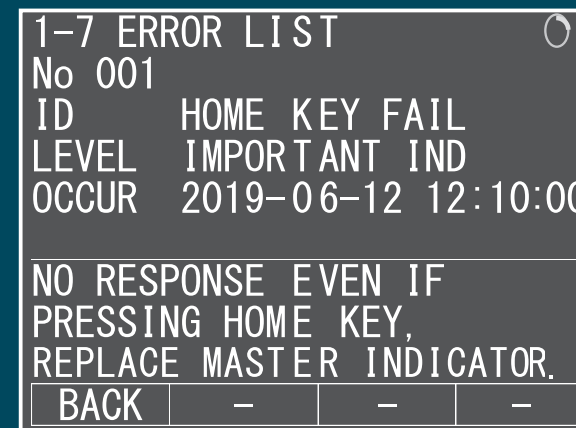 1-7 ERROR LIST
No 001
ID HOME KEY FAIL
LEVEL IMPORTANT IND
OCCUR 2019-06-12 12:10:00
NO RESPONSE EVEN IF
PRESSING HOME KEY,
REPLACE MASTER INDICATOR.
BACK - - -